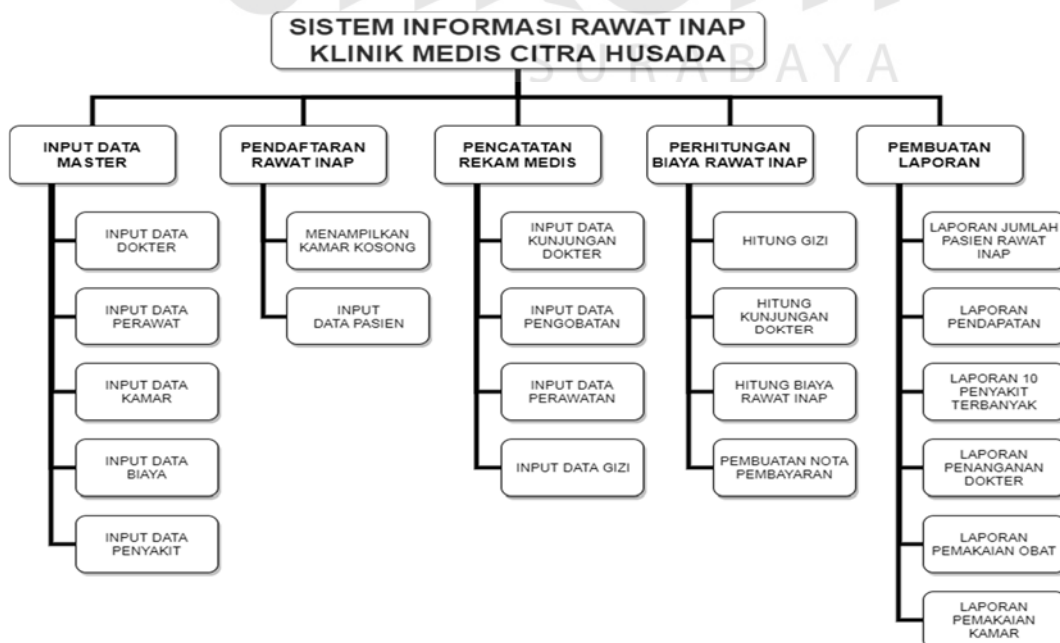 SISTEM INFORMASI RAWAT INAP
KLINIK MEDIS CITRA HUSADA
SURABAYA
INPUT DATA
MASTER
INPUT DATA
DOKTER
INPUT DATA
PERAWAT
INPUT DATA
KAMAR
INPUT DATA
BIAYA
INPUT DATA
PENYAKIT
PENDAFTARAN
RAWAT INAP
MENAMPILKAN
KAMAR KOSONG
INPUT
DATA PASIEN
PENCATATAN
REKAM MEDIS
INPUT DATA
KUNJUNGAN
DOKTER
INPUT DATA
PENGOBATAN
INPUT DATA
PERAWATAN
INPUT DATA GIZI
PERHITUNGAN
BIAYA RAWAT INAP
HITUNG GIZI
HITUNG
KUNJUNGAN
DOKTER
HITUNG BIAYA
RAWAT INAP
PEMBUATAN NOTA
PEMBAYARAN
PEMBUATAN
LAPORAN
LAPORAN JUMLAH
PASIEN RAWAT
INAP
LAPORAN
PENDAPATAN
LAPORAN 10
PENYAKIT
TERBANYAK
LAPORAN
PENANGANAN
DOKTER
LAPORAN
PEMAKAIAN OBAT
LAPORAN
PEMAKAIAN
KAMAR